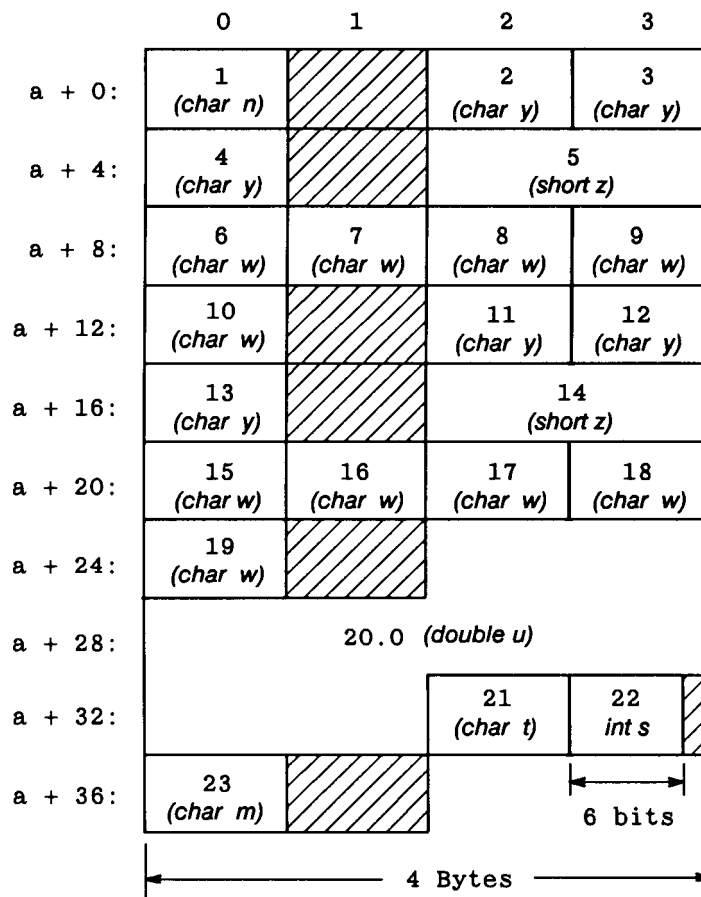 0 1 2 3
a + 0: 1 2 3
(char n) (char y) (char y)
a + 4: 4 5
(char y) (short z)
a + 8: 6 7 8 9
(char w) (char w) (char w) (char w)
a + 12: 10 11 12
(char w) (char y) (char y)
a + 16: 13 14
(char y) (short z)
a + 20: 15 16 17 18
(char w) (char w) (char w) (char w)
a + 24: 19
(char w)
a + 28: 20.0 (double u)
a + 32: 21 22
(char t) int s
a + 36: 23
(char m)
6 bits
4 Bytes